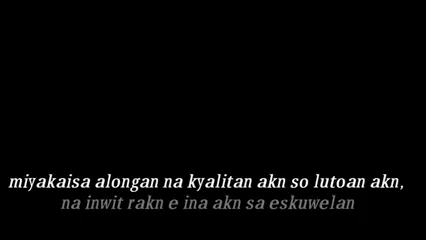 miyakaisa alongan na kyalitan akn so lutoan akn,
na inwit rakn e ina akn sa eskuwelan